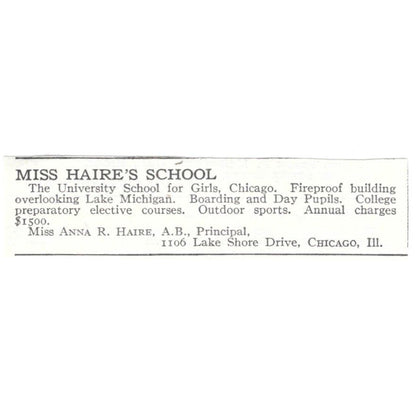 MISS HAIRE'S SCHOOL
The University School for Girls, Chicago. Fireproof building
overlooking Lake Michigan. Boarding and Day Pupils. College
preparatory elective courses. Outdoor sports. Annual charges
$1500.
Miss ANNA R. HAIRE, A.B., Principal,
1106 Lake Shore Drive, CHICAGO, Ill.